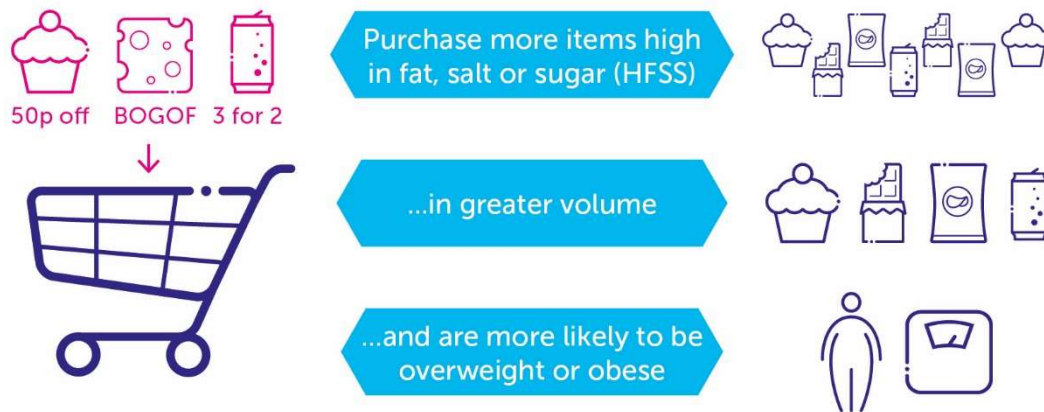 50p off BOGOF 3 for 2
Purchase more items high
in fat, salt or sugar (HFSS)
...in greater volume
...and are more likely to be
overweight or obese